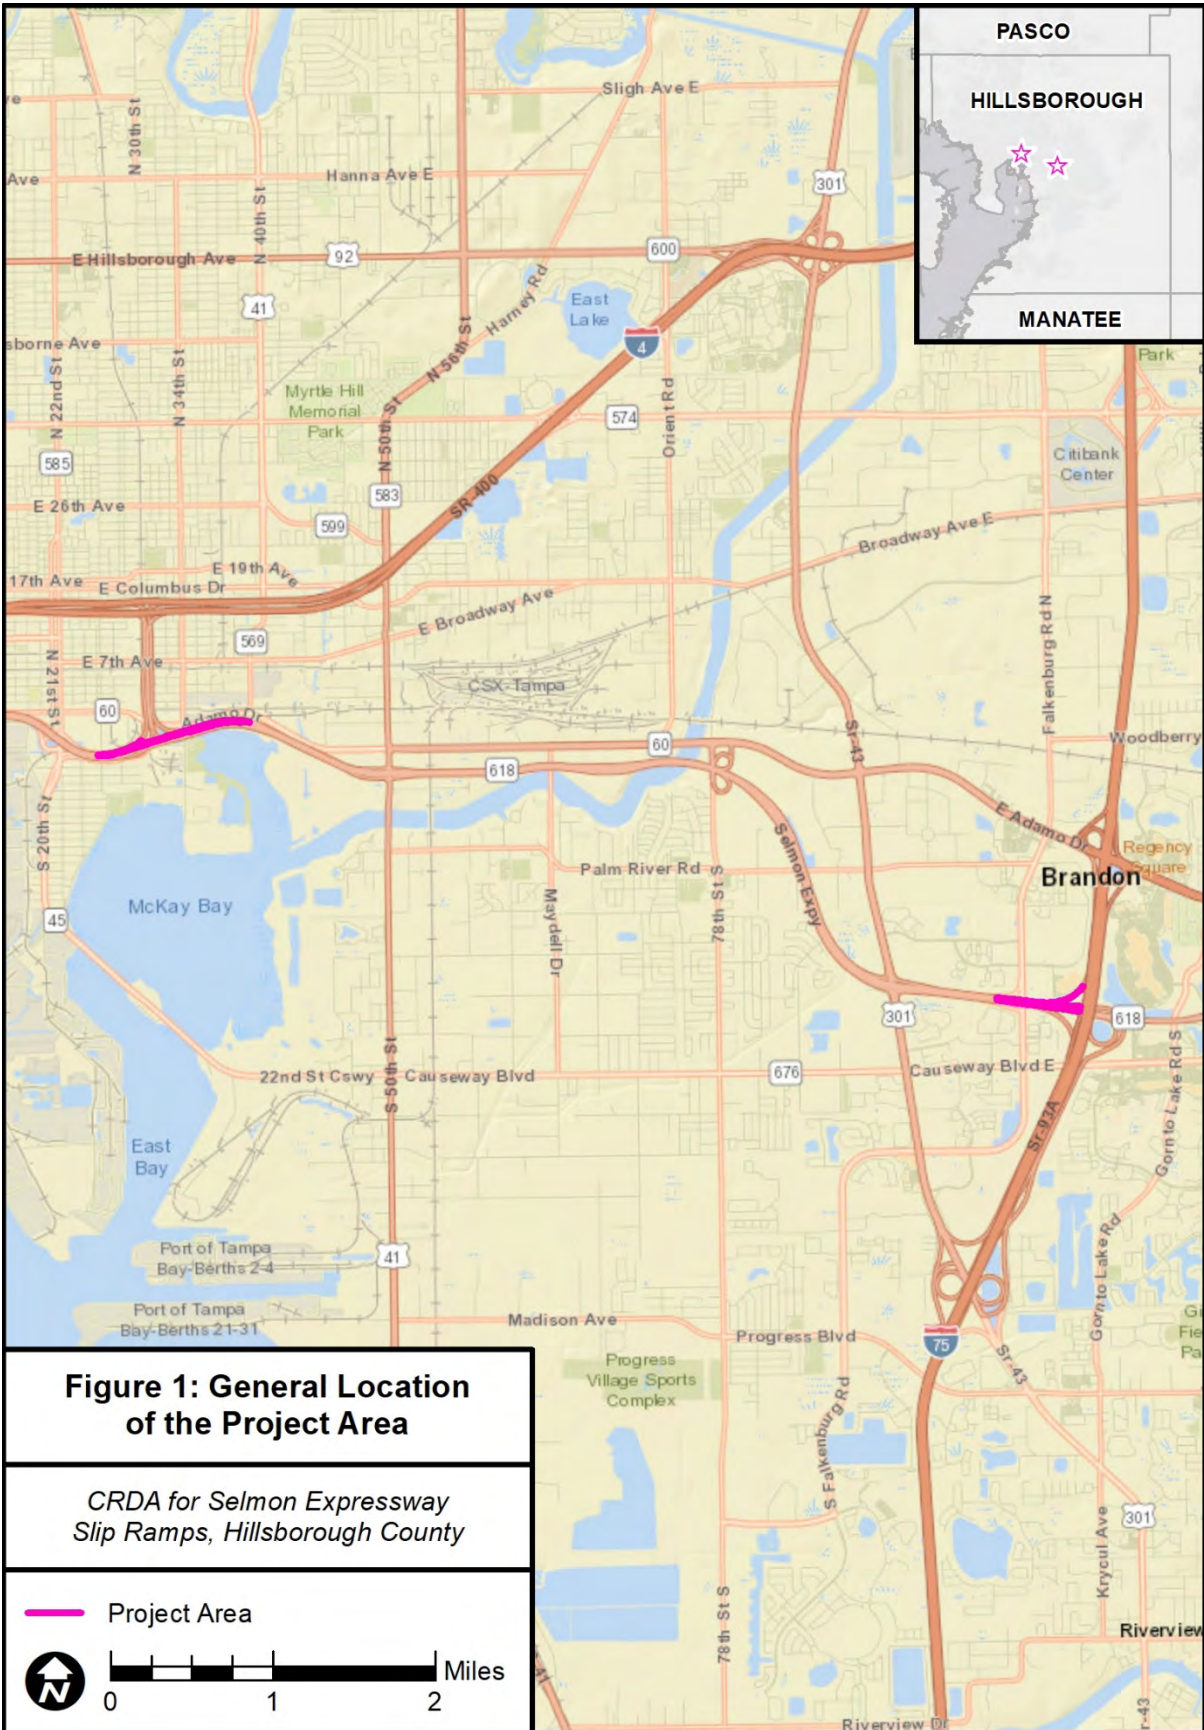 PASCO
HILLSBOROUGH
MANATEE
Sligh Ave E
N 30th St
Hanna Ave E
Ave
N 40th St
301
E Hillsborough Ave
92
600
41
Harney Rd
East
Lake
4
sborne Ave
N 56th St
N 22nd St
N 34th St
Myrtle Hill
Memorial
Park
N 50th St
574
Orient Rd
Park
585
Citibank
Center
583
SR-400
E 26th Ave
599
Broadway Ave E
17th Ave
E Columbus Dr
E 19th Ave
E Broadway Ave
Falkenburg Rd N
569
E 7th Ave
N 21st St
CSX-Tampa
60
Adamo Dr
Sr-43
Woodberry
60
618
S 20th St
E Adamo Dr
Regency
Square
Brandon
Palm River Rd
Selmon Expy
78th St S
Maydell Dr
McKay Bay
45
301
618
22nd St Cswy
Causeway Blvd
676
Causeway Blvd E
S 50th St
Sr-93A
Gornto Lake Rd S
East
Bay
Port of Tampa
Bay-Berths 2-4
41
Gornto Lake Rd
Port of Tampa
Bay-Berths 21-31
Madison Ave
Progress Blvd
75
Sr-43
Gi
Fie
Pa
Progress
Village Sports
Complex
S Falkenburg Rd
301
Krycul Ave
78th St S
Riverview
41
r-43
Riverview Dr
Figure 1: General Location
of the Project Area
CRDA for Selmon Expressway
Slip Ramps, Hillsborough County
Project Area
N
Miles
0 1 2